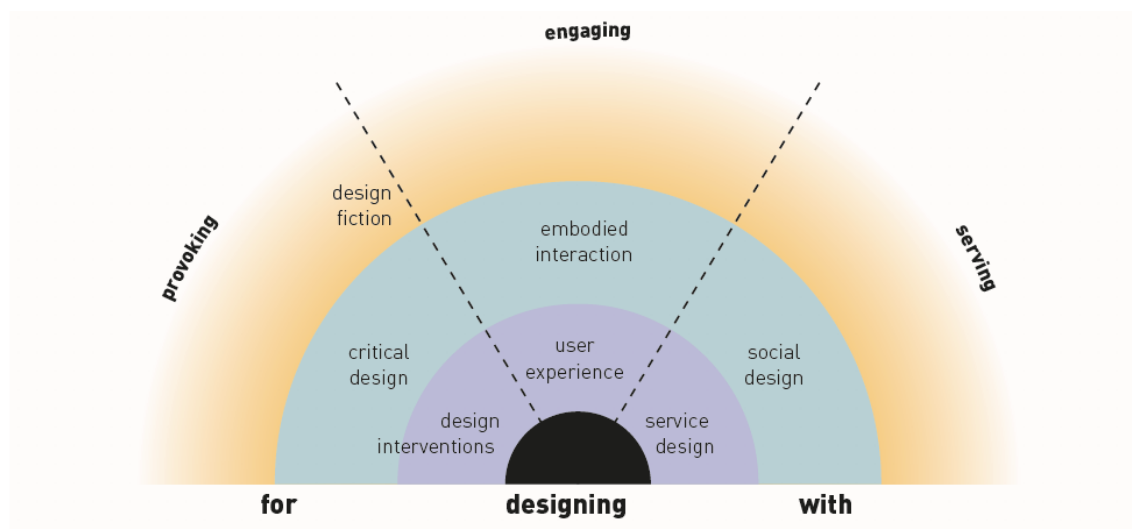 engaging
design
fiction
provoking
serving
embodied
interaction
critical
design
user
experience
social
design
design
interventions
service
design
for
designing
with